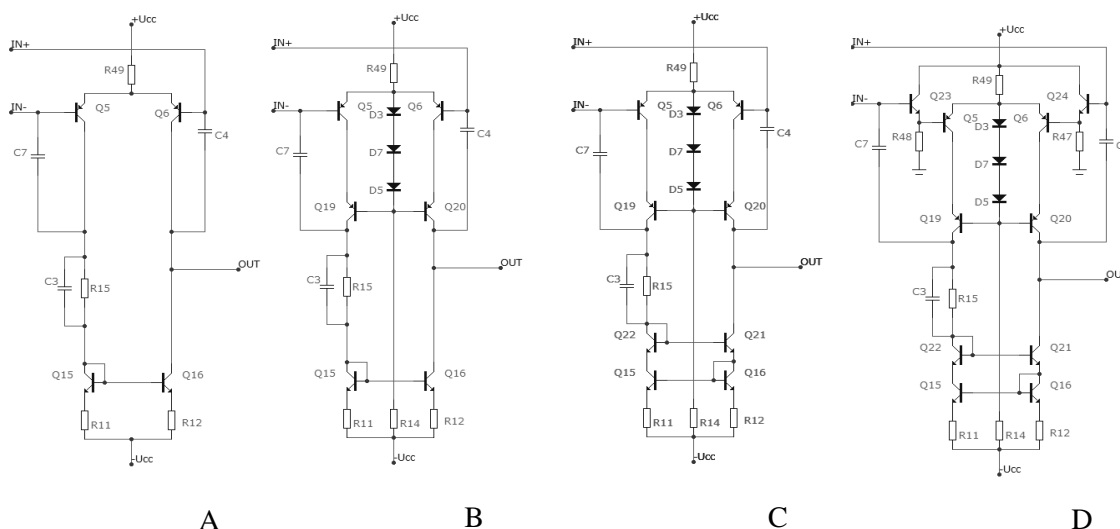 +Ucc
IN+
R49
IN-
Q5
Q6
C4
C7
C3
R15
Q15
Q16
R11
R12
-Ucc
OUT
A
+Ucc
IN+
R49
IN-
Q5
Q6
D3
C4
C7
D7
D5
Q19
Q20
OUT
C3
R15
Q15
Q16
R11
R14
R12
-Ucc
B
+Ucc
IN+
R49
IN-
Q5
Q6
D3
C4
C7
D7
D5
Q19
Q20
OUT
C3
R15
Q22
Q21
Q15
Q16
R11
R14
R12
-Ucc
C
+Ucc
IN+
R49
IN-
Q23
Q24
Q5
Q6
D3
R48
R47
C7
D7
D5
Q19
Q20
OUT
C3
R15
Q22
Q21
Q15
Q16
R11
R14
R12
-Ucc
D